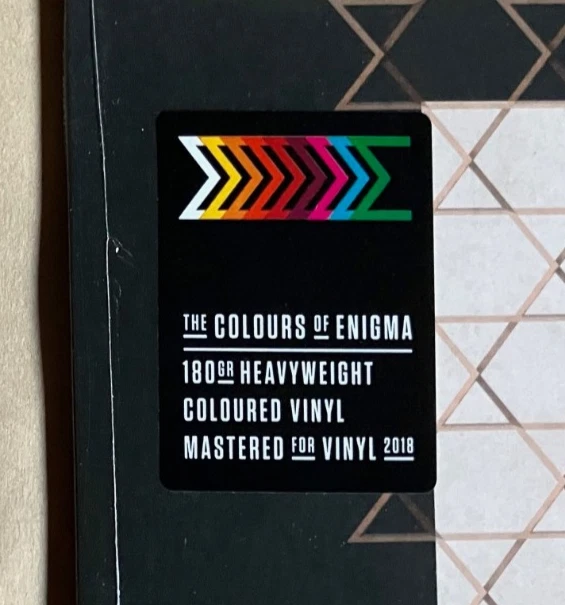 THE COLOURS OF ENIGMA
180GR HEAVYWEIGHT
COLOURED VINYL
MASTERED FOR VINYL 2018